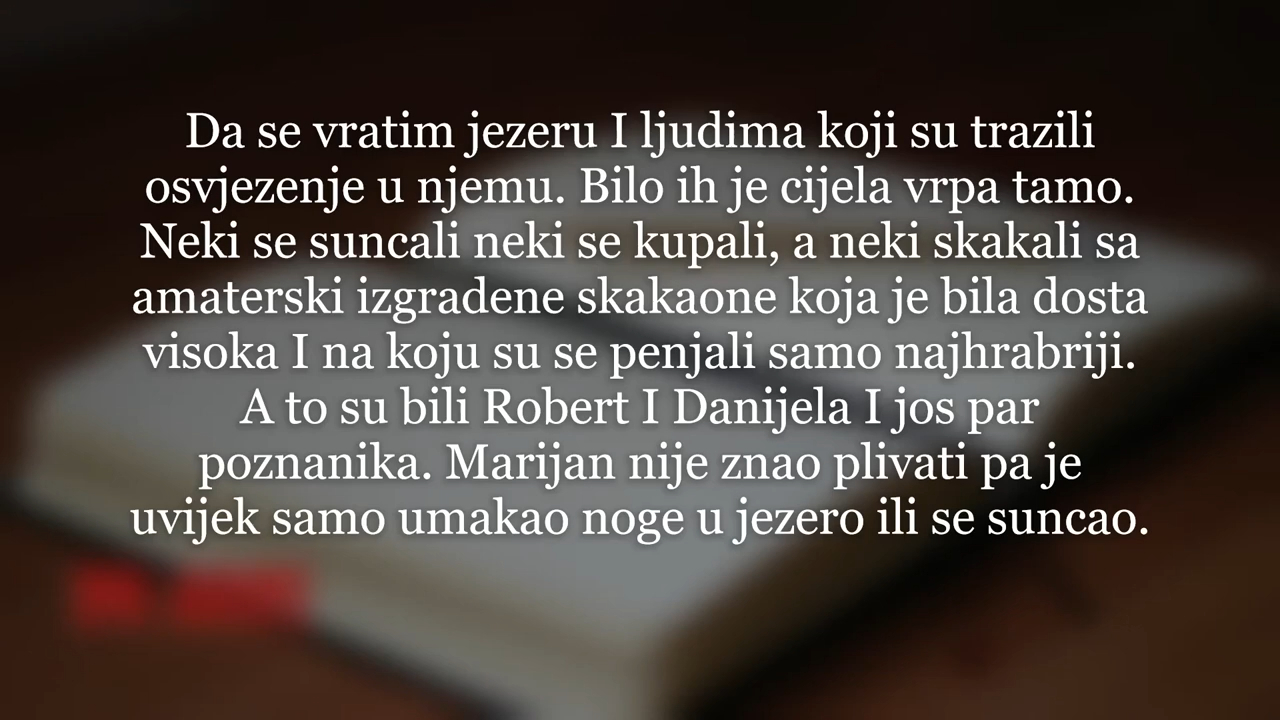 Da se vratim jezeru I ljudima koji su trazili
osvjezenje u njemu. Bilo ih je cijela vrpa tamo.
Neki se suncali neki se kupali, a neki skakali sa
amaterski izgradene skakaone koja je bila dosta
visoka I na koju su se penjali samo najhrabriji.
A to su bili Robert I Danijela I jos par
poznanika. Marijan nije znao plivati pa je
uvijek samo umakao noge u jezero ili se suncao.